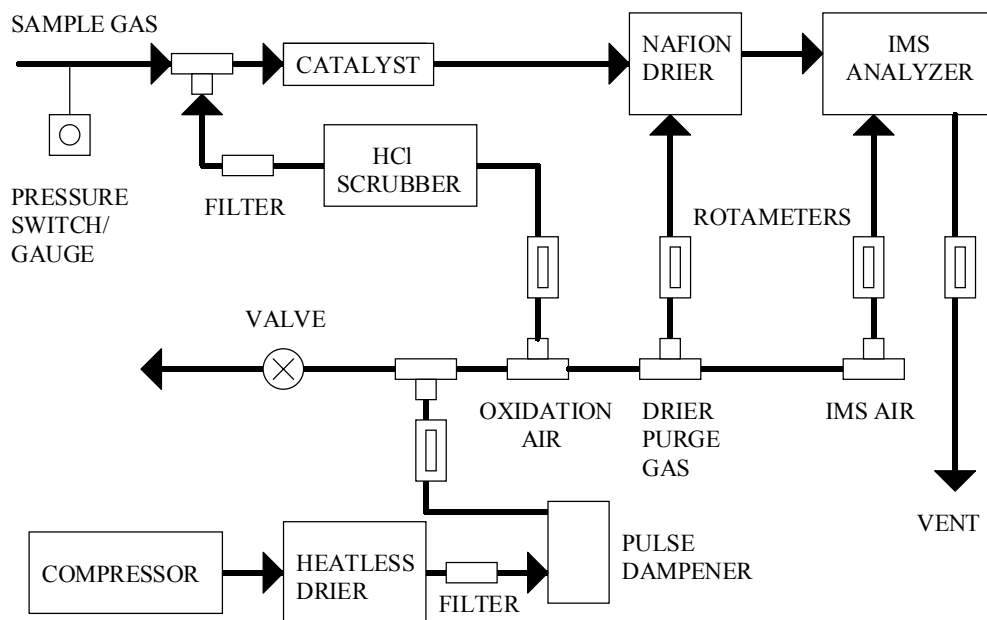 SAMPLE GAS
CATALYST
NAFION
DRIER
IMS
ANALYZER
PRESSURE
SWITCH/
GAUGE
FILTER
HCl
SCRUBBER
ROTAMETERS
VALVE
OXIDATION
AIR
DRIER
PURGE
GAS
IMS AIR
VENT
COMPRESSOR
HEATLESS
DRIER
FILTER
PULSE
DAMPENER